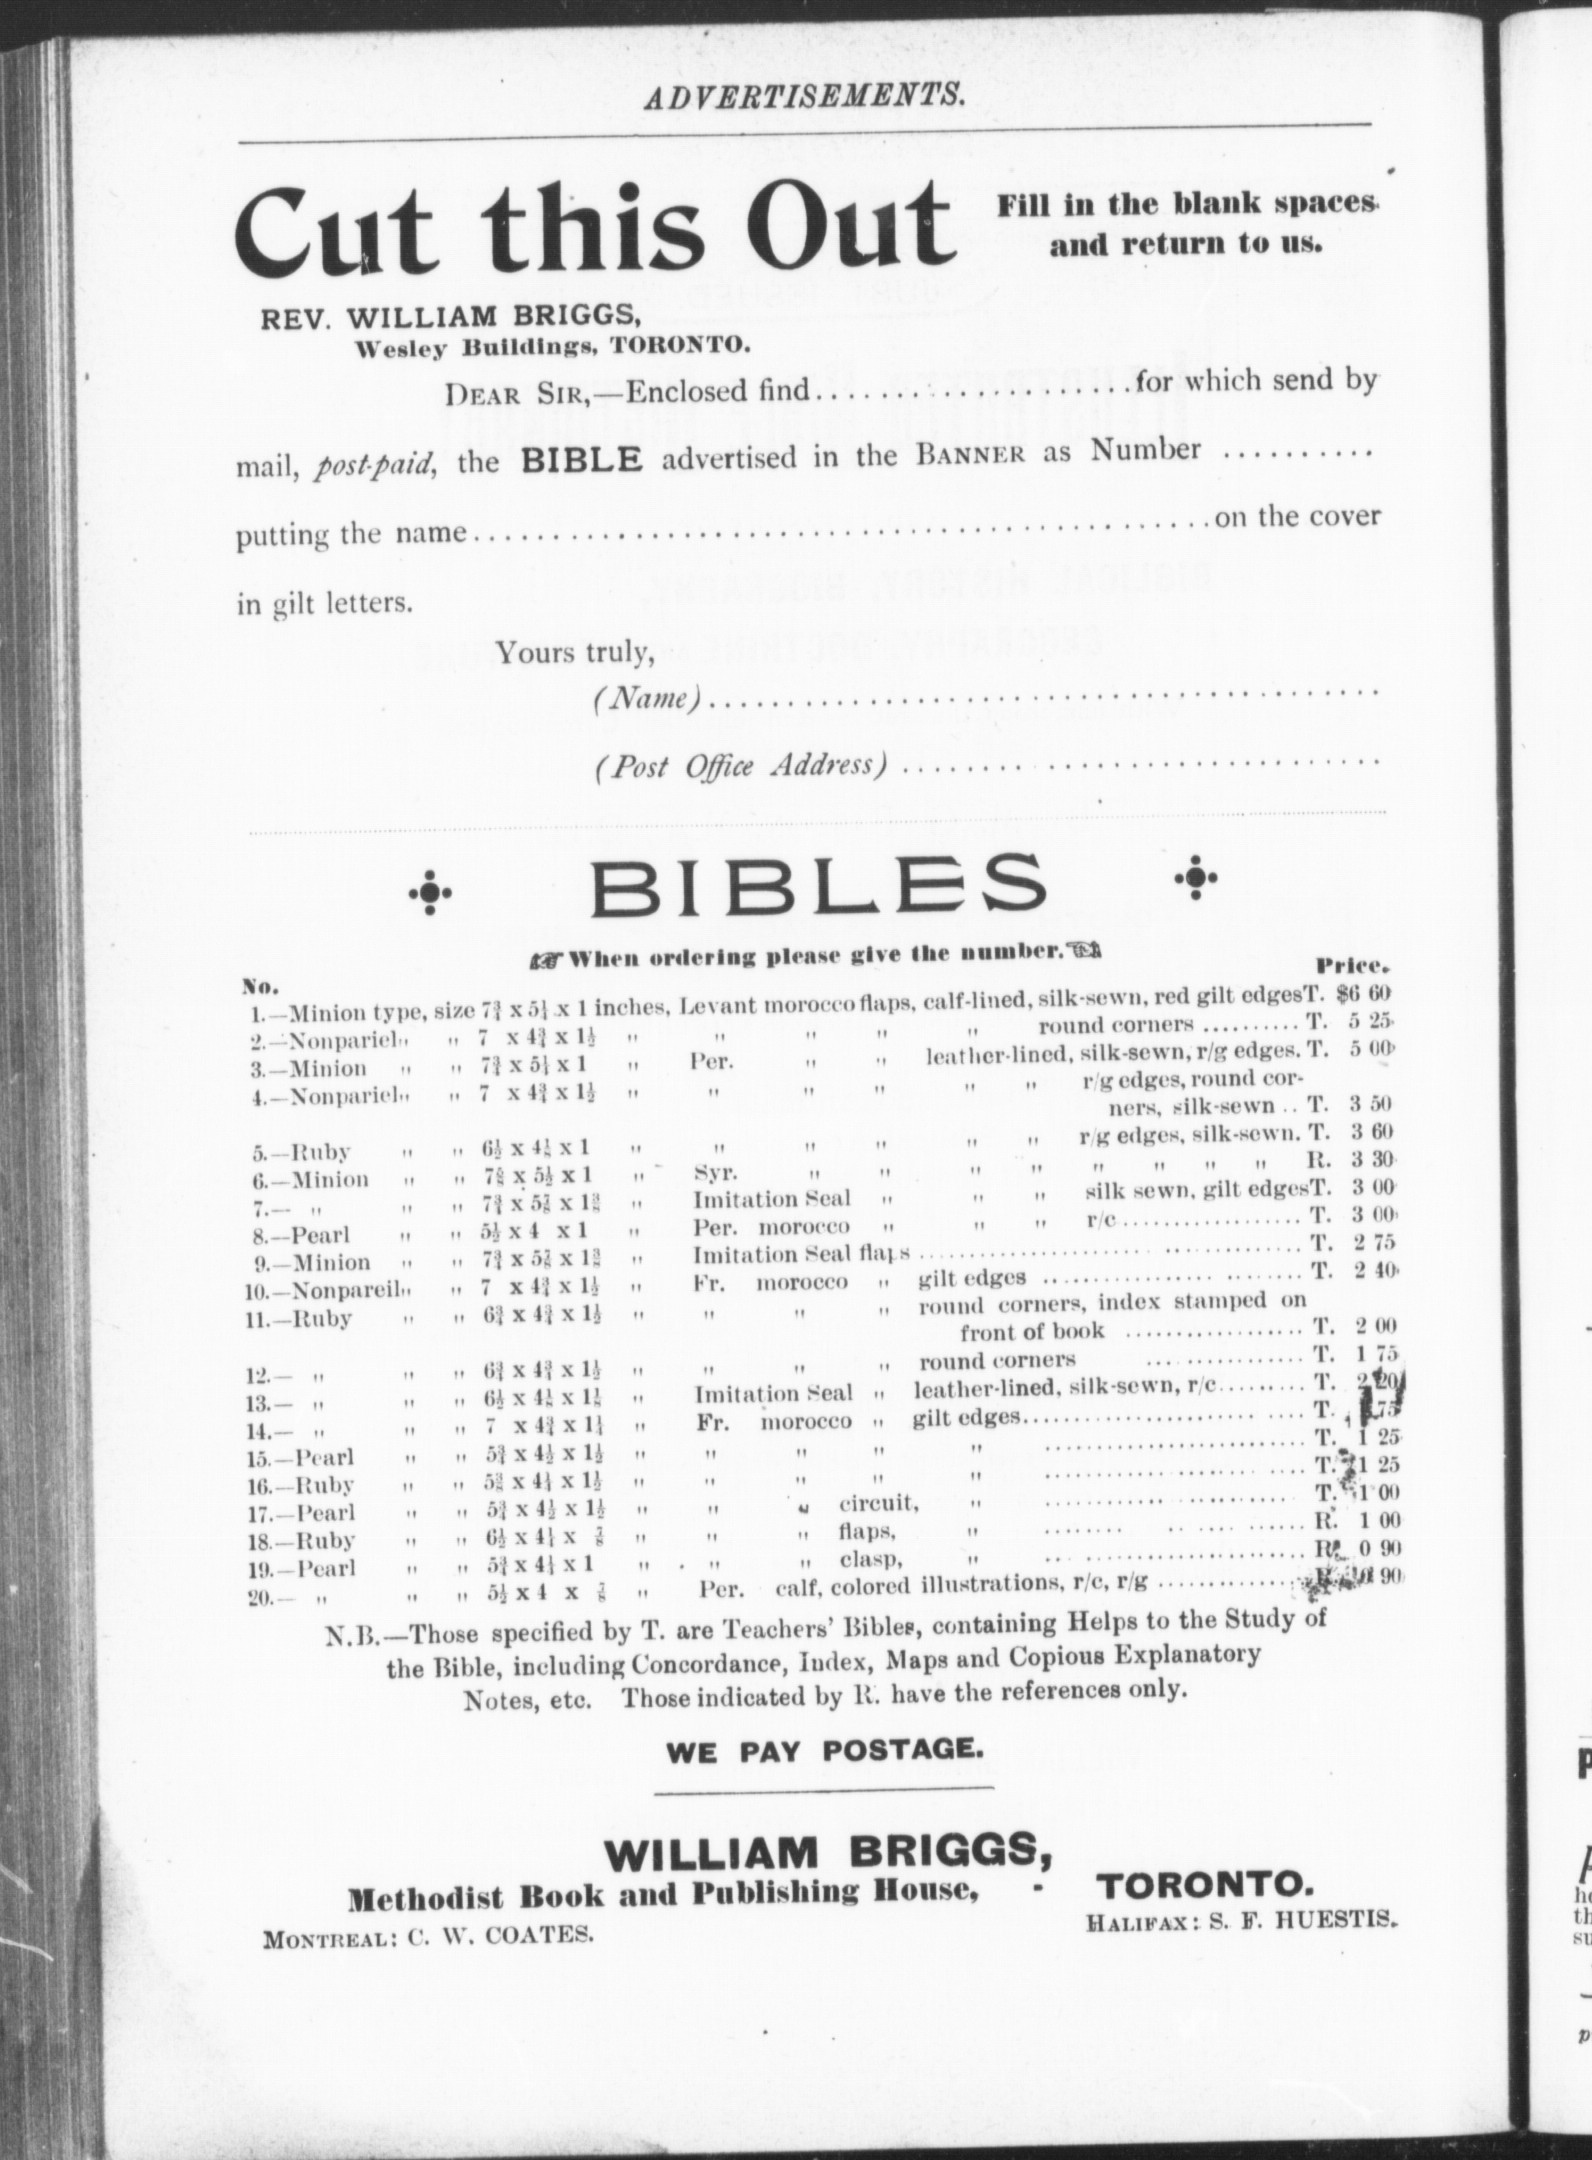 ADVERTISEMENTS.
Cut this Out
Fill in the blank spaces
and return to us.
REV. WILLIAM BRIGGS,
Wesley Buildings, TORONTO.
DEAR SIR,—Enclosed find....................for which send by
mail, post-paid, the BIBLE advertised in the BANNER as Number ..........
putting the name..............................................on the cover
in gilt letters.
Yours truly,
(Name)............................................
(Post Office Address) ..............................
BIBLES
☞When ordering please give the number.☜
No. Price.
1.—Minion type, size 7¾ x 5¼ x 1 inches, Levant morocco flaps, calf-lined, silk-sewn, red gilt edges T. $6 60
2.—Nonpariel " " 7 x 4¾ x 1½ " " " " " round corners .......... T. 5 25
3.—Minion " " 7¾ x 5¼ x 1 " Per. " " leather-lined, silk-sewn, r/g edges. T. 5 00
4.—Nonpariel " " 7 x 4¾ x 1½ " " " " " " r/g edges, round cor-
ners, silk-sewn .. T. 3 50
5.—Ruby " " 6½ x 4½ x 1 " " " " " " r/g edges, silk-sewn. T. 3 60
6.—Minion " " 5½ x 1 " Syr. " " " " " " " " R. 3 30
7.— " " " 7¾ x 5⅞ x 1⅜ " Imitation Seal " " " silk sewn, gilt edges T. 3 00
8.—Pearl " " 5½ x 4 x 1 " Per. morocco " " " r/c.................. T. 3 00
9.—Minion " " 7¾ x 5⅞ x 1⅜ " Imitation Seal flaps .................................... T. 2 75
10.—Nonpareil " " 7 x 4¾ x 1½ " Fr. morocco " gilt edges ......................... T. 2 40
11.—Ruby " " 6¾ x 4¾ x 1½ " " " " round corners, index stamped on
front of book .................. T. 2 00
12.— " " " 6¾ x 4¾ x 1½ " " " " round corners ................ T. 1 75
13.— " " " 6½ x " Imitation Seal " leather-lined, silk-sewn, r/c......... T. 2 20
14.— " " " 7 x 4¾ x 1¼ " Fr. morocco " gilt edges........................... T. 75
15.—Pearl " " 5¾ x 4½ x 1½ " " " " " .......................... T. 1 25
16.—Ruby " " x 1½ " " " " " .......................... T. 1 25
17.—Pearl " " 5¾ x 4½ x 1½ " " " circuit, " ........................ T. 1 00
18.—Ruby " " 6½ x 4¼ x ⅞ " " " flaps, " .................... R. 1 00
19.—Pearl " " 5¾ x 4¼ x 1 " " " clasp, " .......................... R. 0 90
20.— " " " 5½ x 4 x ⅞ " Per. calf, colored illustrations, r/c, r/g .............. 90
N.B.—Those specified by T. are Teachers' Bibles, containing Helps to the Study of
the Bible, including Concordance, Index, Maps and Copious Explanatory
Notes, etc. Those indicated by R. have the references only.
WE PAY POSTAGE.
WILLIAM BRIGGS,
Methodist Book and Publishing House, - TORONTO.
MONTREAL: C. W. COATES. HALIFAX: S. F. HUESTIS.